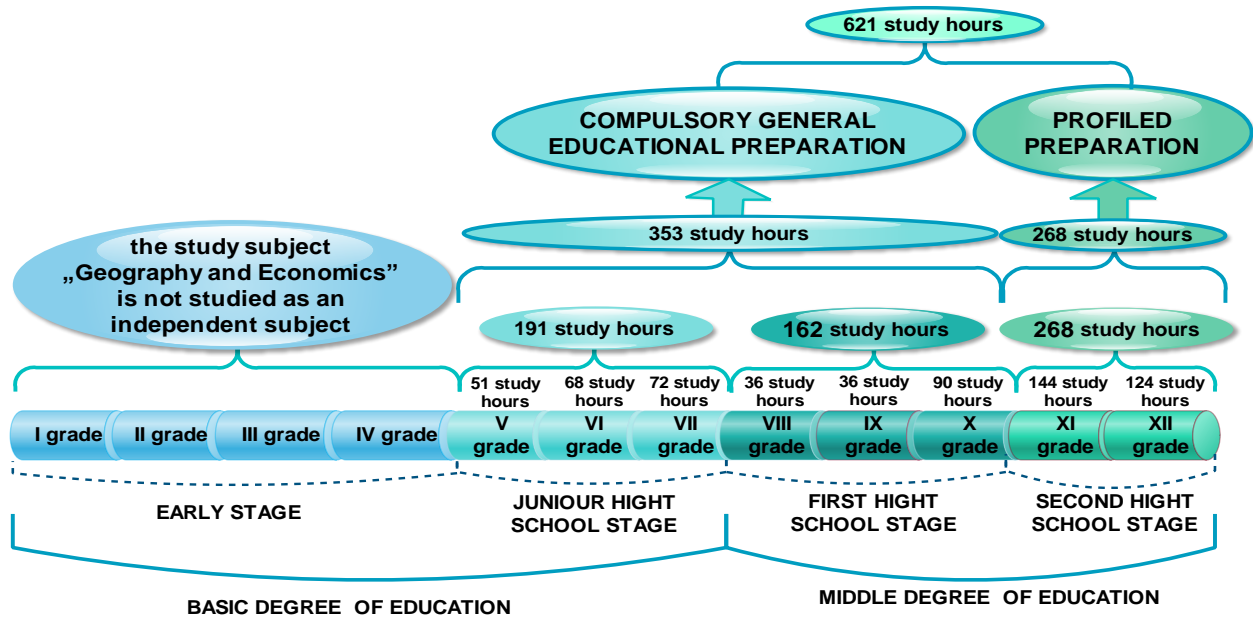 621 study hours
COMPULSORY GENERAL
EDUCATIONAL PREPARATION
PROFILED
PREPARATION
353 study hours
268 study hours
the study subject
„Geography and Economics”
is not studied as an
independent subject
191 study hours
162 study hours
268 study hours
51 study
hours
68 study
hours
72 study
hours
36 study
hours
36 study
hours
90 study
hours
144 study
hours
124 study
hours
I grade
II grade
III grade
IV grade
V
grade
VI
grade
VII
grade
VIII
grade
IX
grade
X
grade
XI
grade
XII
grade
EARLY STAGE
JUNIOUR HIGHT
SCHOOL STAGE
FIRST HIGHT
SCHOOL STAGE
SECOND HIGHT
SCHOOL STAGE
BASIC DEGREE OF EDUCATION
MIDDLE DEGREE OF EDUCATION